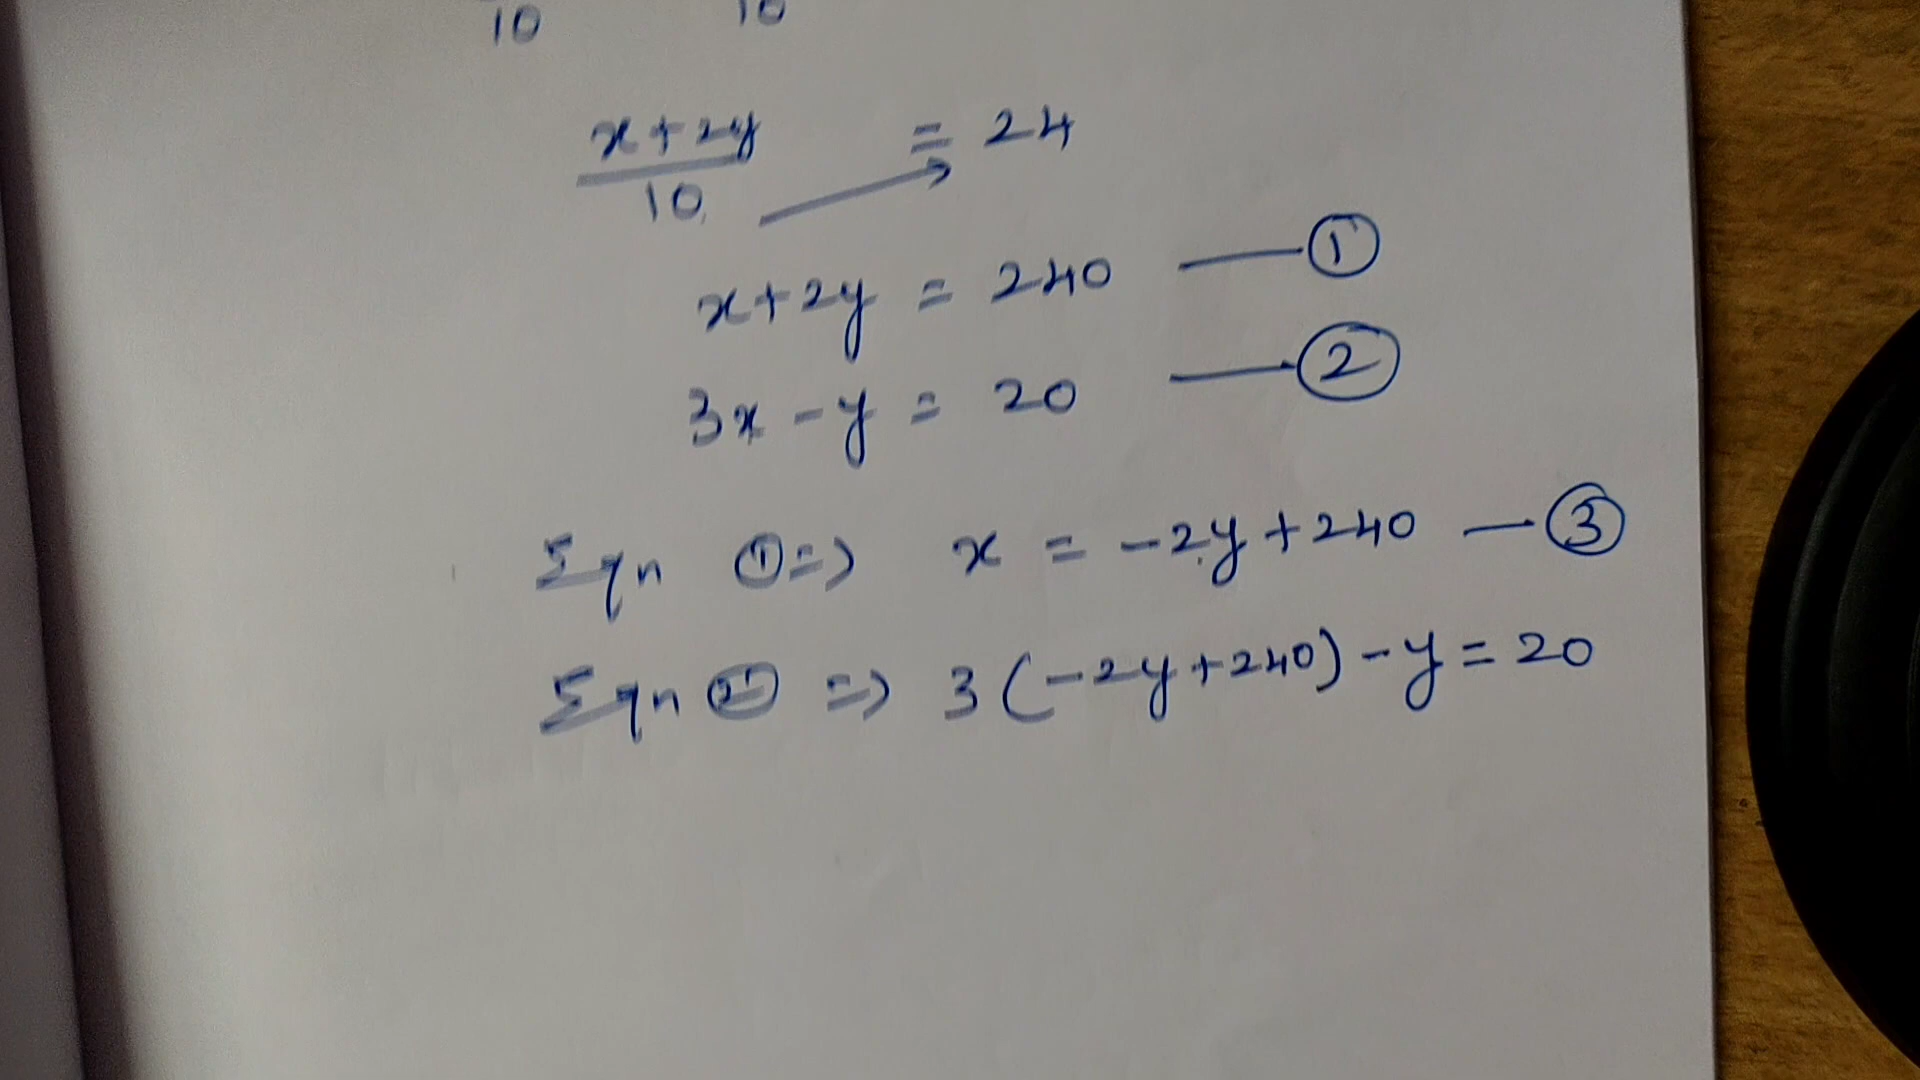 10 10
x + 2y = 24
10
x + 2y = 240 — ①
3x - y = 20 — ②
Eqn ① => x = -2y + 240 — ③
Eqn ② => 3(-2y + 240) - y = 20